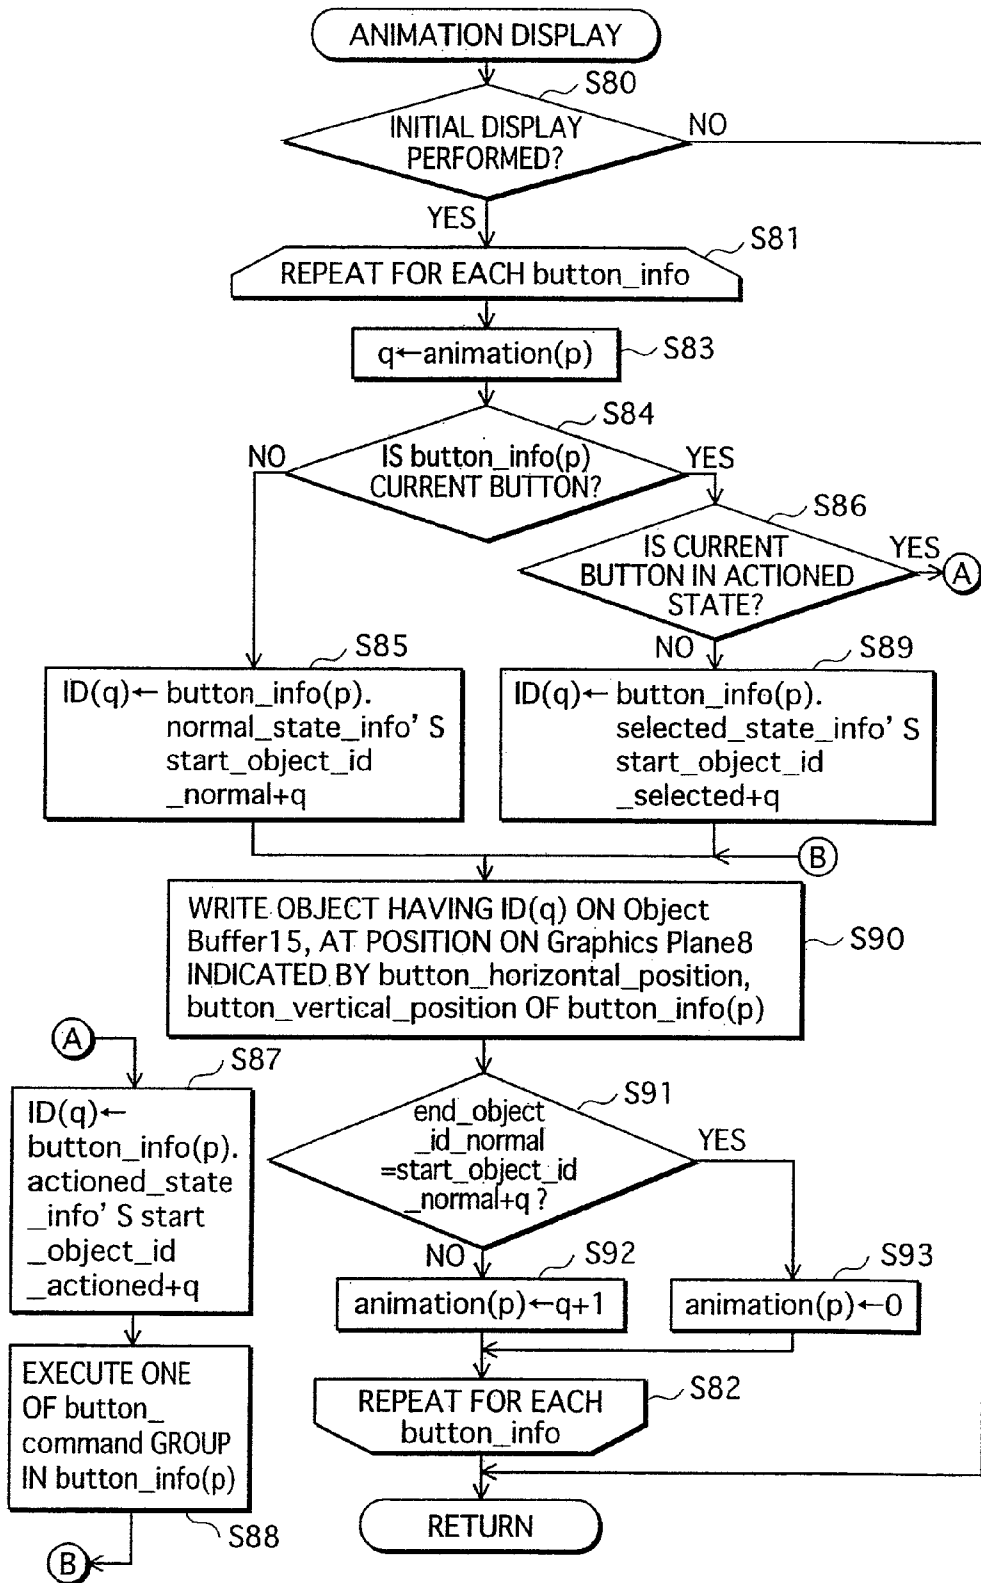 ANIMATION DISPLAY
S80
INITIAL DISPLAY
PERFORMED?
NO
YES
S81
REPEAT FOR EACH button_info
q←animation(p)
S83
S84
IS button_info(p)
CURRENT BUTTON?
NO
YES
S86
IS CURRENT
BUTTON IN ACTIONED
STATE?
YES
A
NO
S85
ID(q)← button_info(p).
normal_state_info' S
start_object_id
_normal+q
S89
ID(q)← button_info(p).
selected_state_info' S
start_object_id
_selected+q
B
WRITE OBJECT HAVING ID(q) ON Object
Buffer15, AT POSITION ON Graphics Plane8
INDICATED BY button_horizontal_position,
button_vertical_position OF button_info(p)
S90
A
S87
ID(q)←
button_info(p).
actioned_state
_info' S start
_object_id
_actioned+q
EXECUTE ONE
OF button_
command GROUP
IN button_info(p)
S88
B
S91
end_object
_id_normal
=start_object_id
_normal+q ?
YES
NO
S92
animation(p)←q+1
S93
animation(p)←0
S82
REPEAT FOR EACH
button_info
RETURN